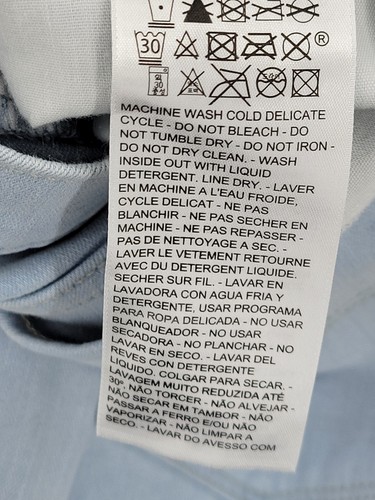 30 ®
MACHINE WASH COLD DELICATE
CYCLE - DO NOT BLEACH - DO
NOT TUMBLE DRY - DO NOT IRON -
DO NOT DRY CLEAN. - WASH
INSIDE OUT WITH LIQUID
DETERGENT. LINE DRY. - LAVER
EN MACHINE A L'EAU FROIDE,
CYCLE DELICAT - NE PAS
BLANCHIR - NE PAS SECHER EN
MACHINE - NE PAS REPASSER -
PAS DE NETTOYAGE A SEC. -
LAVER LE VETEMENT RETOURNE
AVEC DU DETERGENT LIQUIDE.
SECHER SUR FIL. - LAVAR EN
LAVADORA CON AGUA FRIA Y
DETERGENTE, USAR PROGRAMA
PARA ROPA DELICADA - NO USAR
BLANQUEADOR - NO USAR
SECADORA - NO PLANCHAR - NO
LAVAR EN SECO. - LAVAR DEL
REVES CON DETERGENTE
LIQUIDO. COLGAR PARA SECAR. -
LAVAGEM MUITO REDUZIDA ATÉ
30º NÃO TORCER - NÃO ALVEJAR -
NÃO SECAR EM TAMBOR - NÃO
PASSAR A FERRO E/OU NÃO
VAPORIZAR - NÃO LIMPAR A
SECO. - LAVAR DO AVESSO COM